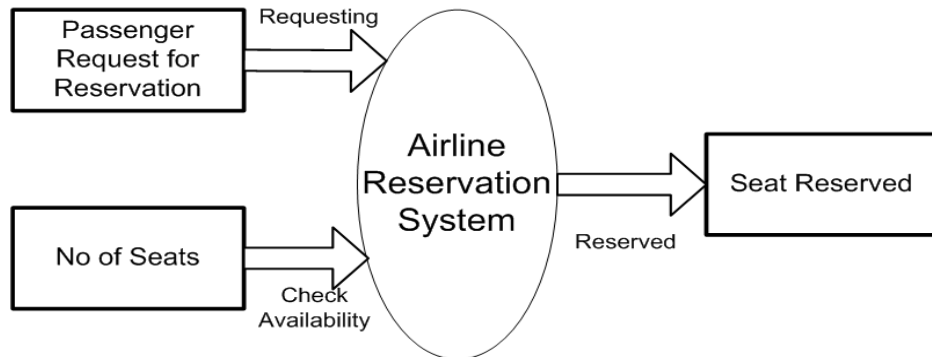 Passenger
Request for
Reservation
Requesting
Airline
Reservation
System
Seat Reserved
Reserved
No of Seats
Check
Availability